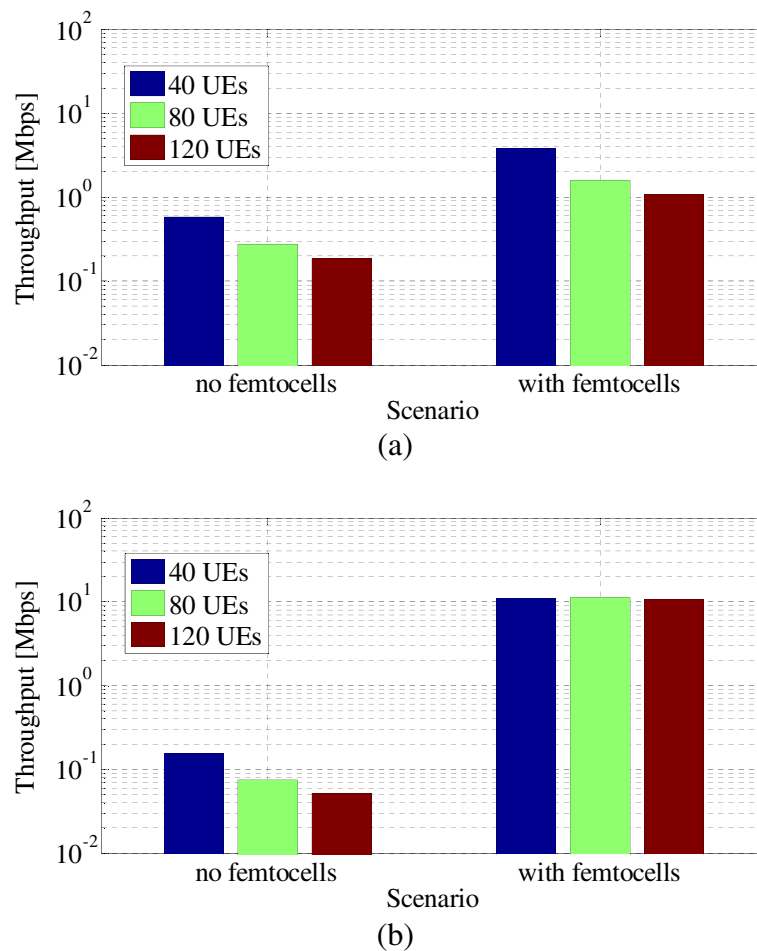 10^2
10^1
10^0
10^-1
10^-2
Throughput [Mbps]
40 UEs
80 UEs
120 UEs
no femtocells with femtocells
Scenario
(a)
10^2
10^1
10^0
10^-1
10^-2
Throughput [Mbps]
40 UEs
80 UEs
120 UEs
no femtocells with femtocells
Scenario
(b)